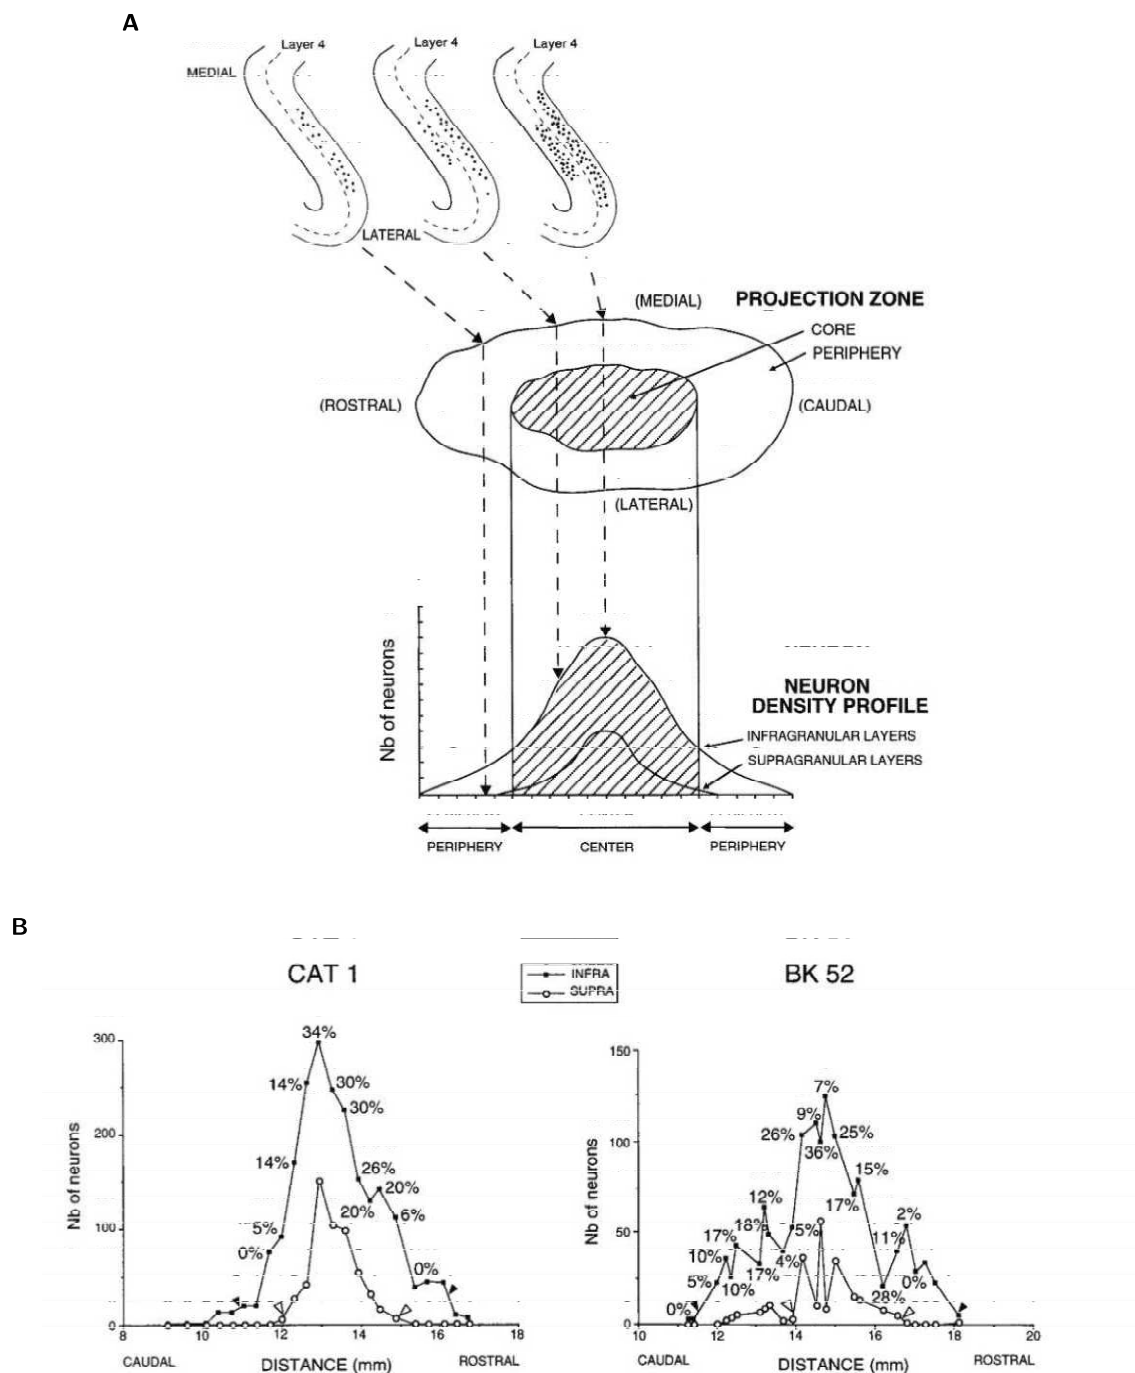 A
Layer 4
Layer 4
Layer 4
MEDIAL
LATERAL
(MEDIAL)
PROJECTION ZONE
CORE
PERIPHERY
(ROSTRAL)
(CAUDAL)
(LATERAL)
Nb of neurons
NEURON
DENSITY PROFILE
INFRAGRANULAR LAYERS
SUPRAGRANULAR LAYERS
PERIPHERY
CENTER
PERIPHERY
B
CAT 1
INFRA
SUPRA
BK 52
300
200
100
0
Nb of neurons
34%
14%
30%
30%
14%
26%
20%
20%
6%
5%
0%
0%
8
10
12
14
16
18
CAUDAL
DISTANCE (mm)
ROSTRAL
150
100
50
0
Nb of neurons
7%
9%
26%
25%
36%
15%
12%
17%
18%
5%
2%
17%
11%
10%
4%
17%
5%
10%
0%
28%
0%
10
12
14
16
18
20
CAUDAL
DISTANCE (mm)
ROSTRAL